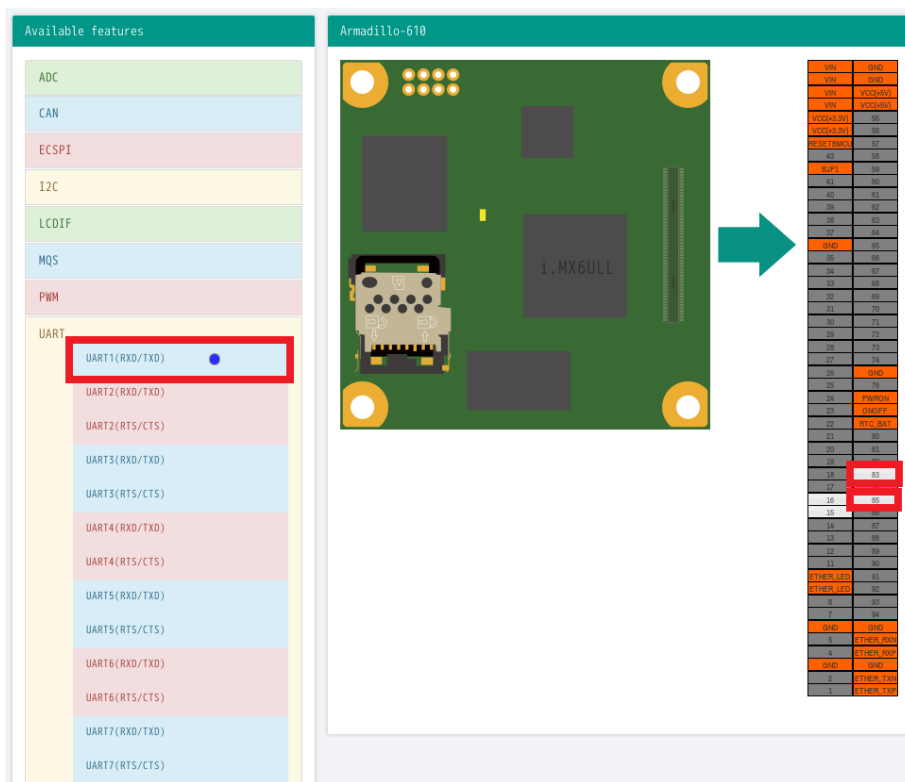 Available features
ADC
CAN
ECSPI
I2C
LCDIF
MQS
PWM
UART
UART1(RXD/TXD)
UART2(RXD/TXD)
UART2(RTS/CTS)
UART3(RXD/TXD)
UART3(RTS/CTS)
UART4(RXD/TXD)
UART4(RTS/CTS)
UART5(RXD/TXD)
UART5(RTS/CTS)
UART6(RXD/TXD)
UART6(RTS/CTS)
UART7(RXD/TXD)
UART7(RTS/CTS)
Armadillo-610
i.MX6ULL
VIN GND
VIN GND
VIN VCC(+5V)
VIN VCC(+5V)
VCC(+3.3V) 55
VCC(+3.3V) 56
RESETBMCU 57
43 58
BJP1 59
41 60
40 61
39 62
38 63
37 64
GND 65
35 66
34 67
33 68
32 69
31 70
30 71
29 72
28 73
27 74
26 GND
25 76
24 PWRON
23 ONOFF
22 RTC_BAT
21 80
20 81
19
18 83
17
16 85
15
14 87
13 88
12 89
11 90
ETHER_LED 91
ETHER_LED 92
8 93
7 94
GND GND
5 ETHER_RXN
4 ETHER_RXP
GND GND
2 ETHER_TXN
1 ETHER_TXP